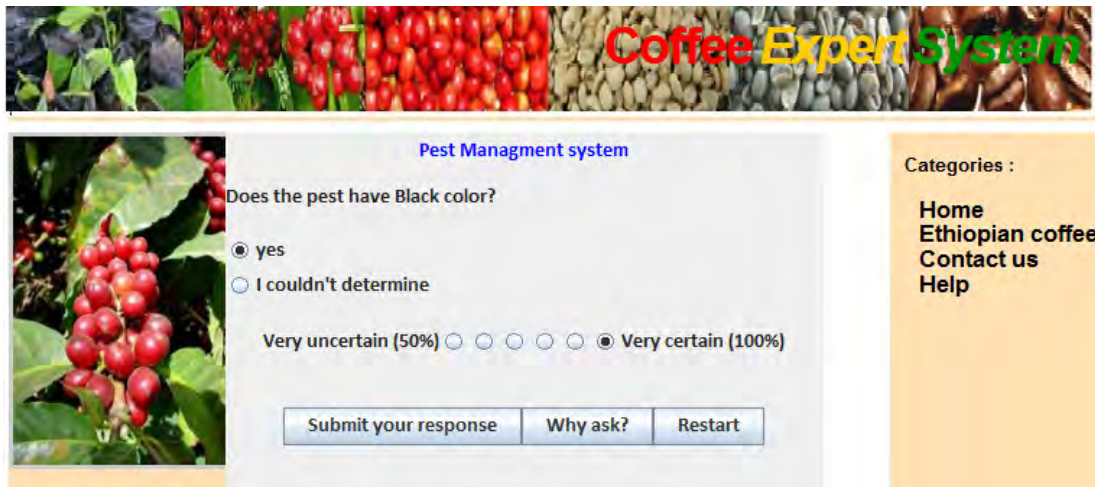 Coffee Expert System
Pest Managment system
Does the pest have Black color?
yes
I couldn't determine
Very uncertain (50%) Very certain (100%)
Submit your response Why ask? Restart
Categories :
Home
Ethiopian coffee
Contact us
Help